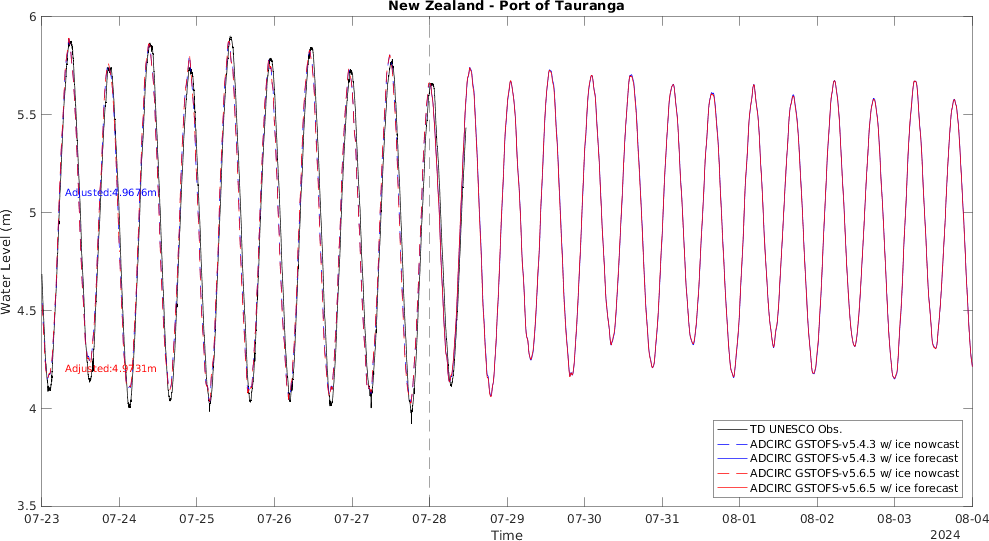 New Zealand - Port of Tauranga
6
5.5
5
4.5
4
3.5
Water Level (m)
Adjusted:4.9676m
Adjusted:4.9731m
TD UNESCO Obs.
ADCIRC GSTOFS-v5.4.3 w/ ice nowcast
ADCIRC GSTOFS-v5.4.3 w/ ice forecast
ADCIRC GSTOFS-v5.6.5 w/ ice nowcast
ADCIRC GSTOFS-v5.6.5 w/ ice forecast
07-23 07-24 07-25 07-26 07-27 07-28 07-29 07-30 07-31 08-01 08-02 08-03 08-04
Time
2024